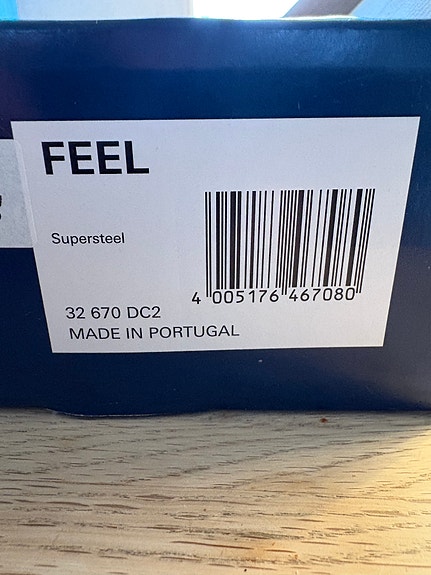 FEEL
Supersteel
4 005176 467080
32 670 DC2
MADE IN PORTUGAL